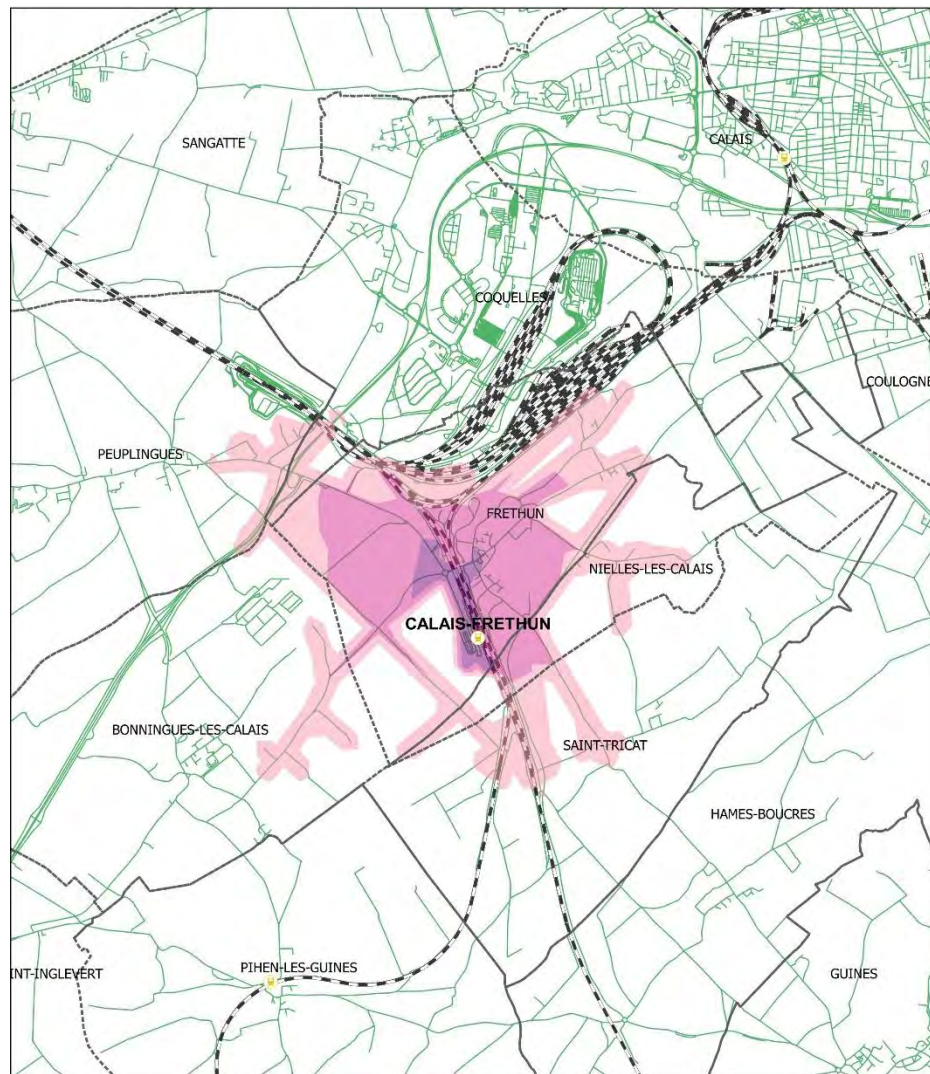 CALAIS
SANGATTE
COQUELLES
COULOGNE
PEUPLINGUES
FRETHUN
NIELLES-LES-CALAIS
CALAIS-FRETHUN
BONNINGUES-LES-CALAIS
SAINT-TRICAT
HAMES-BOUCRES
INT-INGLEVERT
PIHEN-LES-GUINES
GUINES